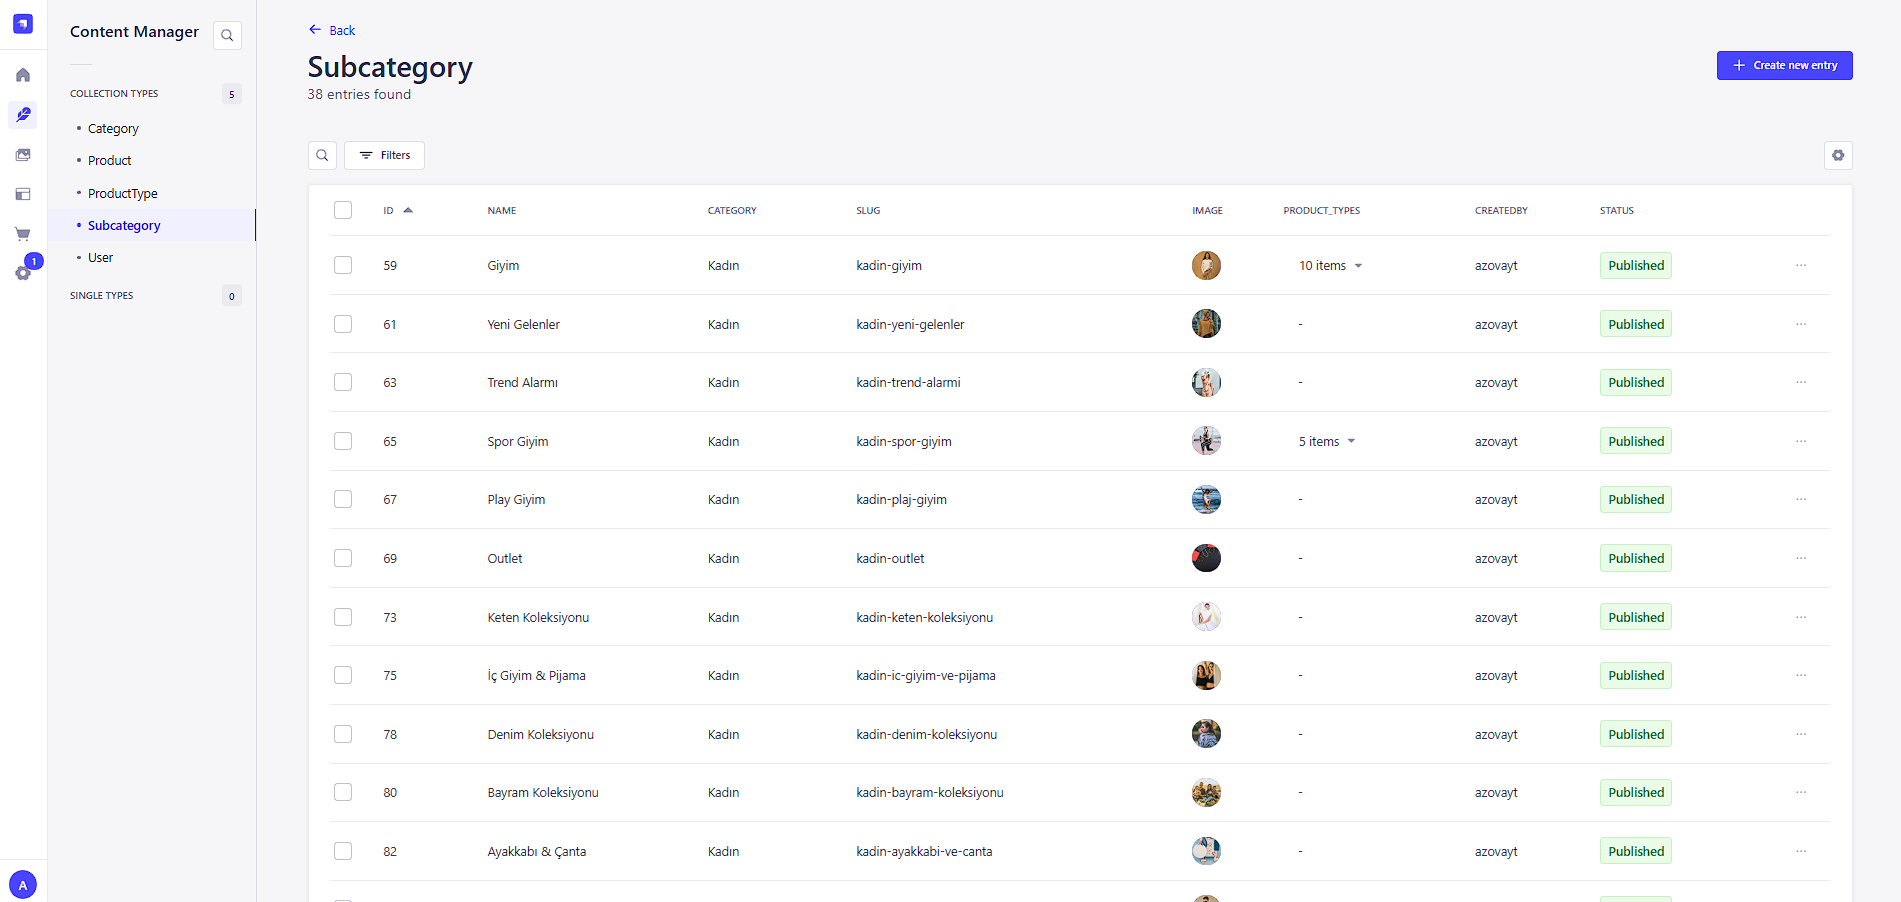 Content Manager
COLLECTION TYPES 5
Category
Product
ProductType
Subcategory
User
SINGLE TYPES 0
1
A
Back
Subcategory
38 entries found
Create new entry
Filters
ID NAME CATEGORY SLUG IMAGE PRODUCT_TYPES CREATEDBY STATUS
59 Giyim Kadın kadin-giyim 10 items azovayt Published
61 Yeni Gelenler Kadın kadin-yeni-gelenler - azovayt Published
63 Trend Alarmı Kadın kadin-trend-alarmi - azovayt Published
65 Spor Giyim Kadın kadin-spor-giyim 5 items azovayt Published
67 Play Giyim Kadın kadin-plaj-giyim - azovayt Published
69 Outlet Kadın kadin-outlet - azovayt Published
73 Keten Koleksiyonu Kadın kadin-keten-koleksiyonu - azovayt Published
75 İç Giyim & Pijama Kadın kadin-ic-giyim-ve-pijama - azovayt Published
78 Denim Koleksiyonu Kadın kadin-denim-koleksiyonu - azovayt Published
80 Bayram Koleksiyonu Kadın kadin-bayram-koleksiyonu - azovayt Published
82 Ayakkabı & Çanta Kadın kadin-ayakkabi-ve-canta - azovayt Published